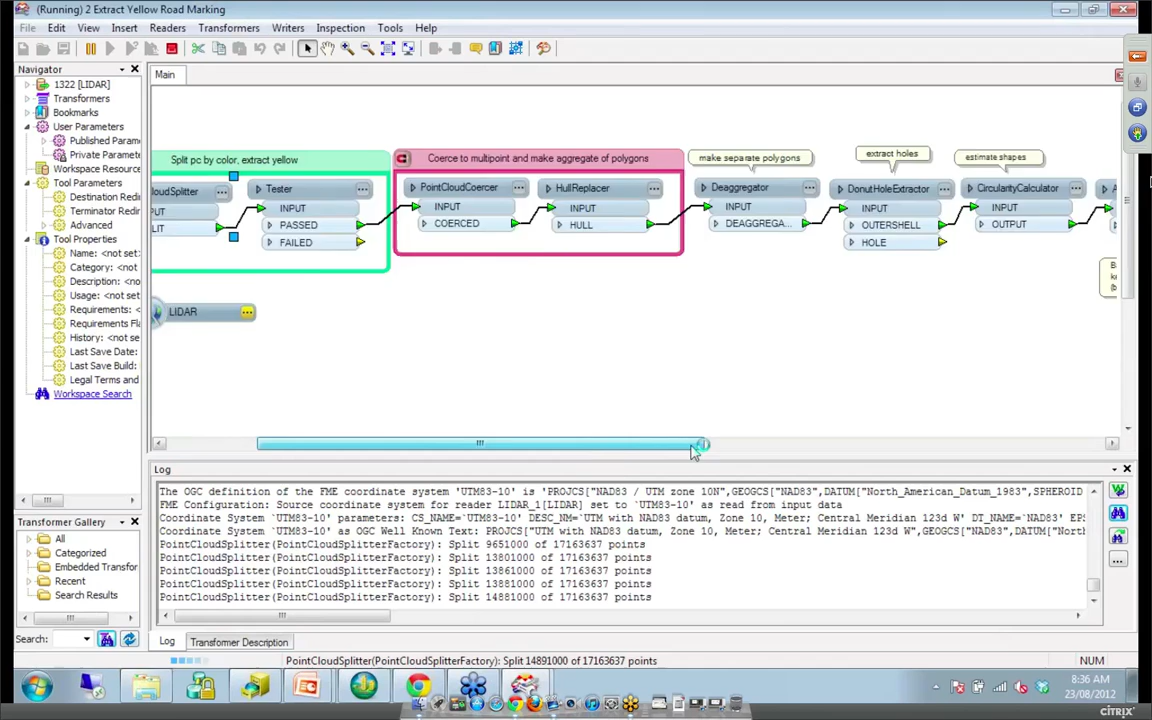 (Running) 2 Extract Yellow Road Marking
File Edit View Insert Readers Transformers Writers Inspection Tools Help
Navigator
Main
1322 [LIDAR]
Transformers
Bookmarks
User Parameters
Published Param
Private Paramete
Workspace Resource
Tool Parameters
Destination Redir
Terminator Redir
Advanced
Tool Properties
Name: <not set
Category: <not
Description: <no
Usage: <not set
Requirements: <
Requirements Fla
History: <not se
Last Save Date:
Last Save Build:
Legal Terms and
Workspace Search
Split pc by color, extract yellow
Coerce to multipoint and make aggregate of polygons
make separate polygons
extract holes
estimate shapes
loudSplitter
PUT
LIT
Tester
INPUT
PASSED
FAILED
PointCloudCoercer
INPUT
COERCED
HullReplacer
INPUT
HULL
Deaggregator
INPUT
DEAGGREGA...
DonutHoleExtractor
INPUT
OUTERSHELL
HOLE
CircularityCalculator
INPUT
OUTPUT
LIDAR
Log
The OGC definition of the FME coordinate system 'UTM83-10' is 'PROJCS["NAD83 / UTM zone 10N",GEOGCS["NAD83",DATUM["North_American_Datum_1983",SPHEROID
FME Configuration: Source coordinate system for reader LIDAR_1[LIDAR] set to `UTM83-10' as read from input data
Coordinate System `UTM83-10' parameters: CS_NAME=`UTM83-10' DESC_NM=`UTM with NAD83 datum, Zone 10, Meter; Central Meridian 123d W' DT_NAME=`NAD83' EPS
Coordinate System `UTM83-10' as OGC Well Known Text: `PROJCS["UTM with NAD83 datum, Zone 10, Meter; Central Meridian 123d W",GEOGCS["NAD83",DATUM["Nort
PointCloudSplitter(PointCloudSplitterFactory): Split 9651000 of 17163637 points
PointCloudSplitter(PointCloudSplitterFactory): Split 13801000 of 17163637 points
PointCloudSplitter(PointCloudSplitterFactory): Split 13861000 of 17163637 points
PointCloudSplitter(PointCloudSplitterFactory): Split 13881000 of 17163637 points
PointCloudSplitter(PointCloudSplitterFactory): Split 14881000 of 17163637 points
Transformer Gallery
All
Categorized
Embedded Transfor
Recent
Search Results
Search:
Log Transformer Description
PointCloudSplitter(PointCloudSplitterFactory): Split 14891000 of 17163637 points NUM
8:36 AM
23/08/2012
CITRIX